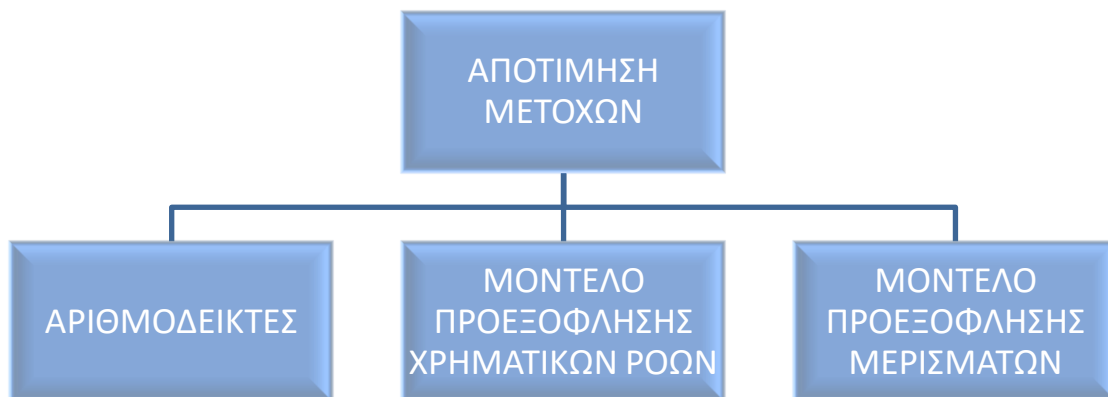 ΑΠΟΤΙΜΗΣΗ
ΜΕΤΟΧΩΝ
ΑΡΙΘΜΟΔΕΙΚΤΕΣ
ΜΟΝΤΕΛΟ
ΠΡΟΕΞΟΦΛΗΣΗΣ
ΧΡΗΜΑΤΙΚΩΝ ΡΟΩΝ
ΜΟΝΤΕΛΟ
ΠΡΟΕΞΟΦΛΗΣΗΣ
ΜΕΡΙΣΜΑΤΩΝ